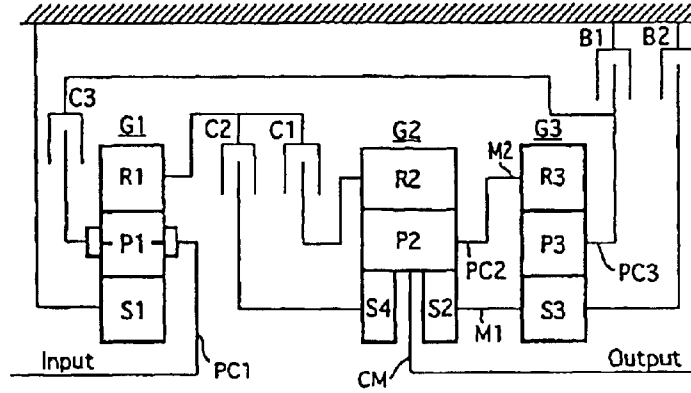 B1 B2
C3
G1 C2 C1 G2 G3
M2
R1 R2 R3
P1 P2 P3
PC2 PC3
S1 S4 S2 S3
M1
Input PC1 CM Output